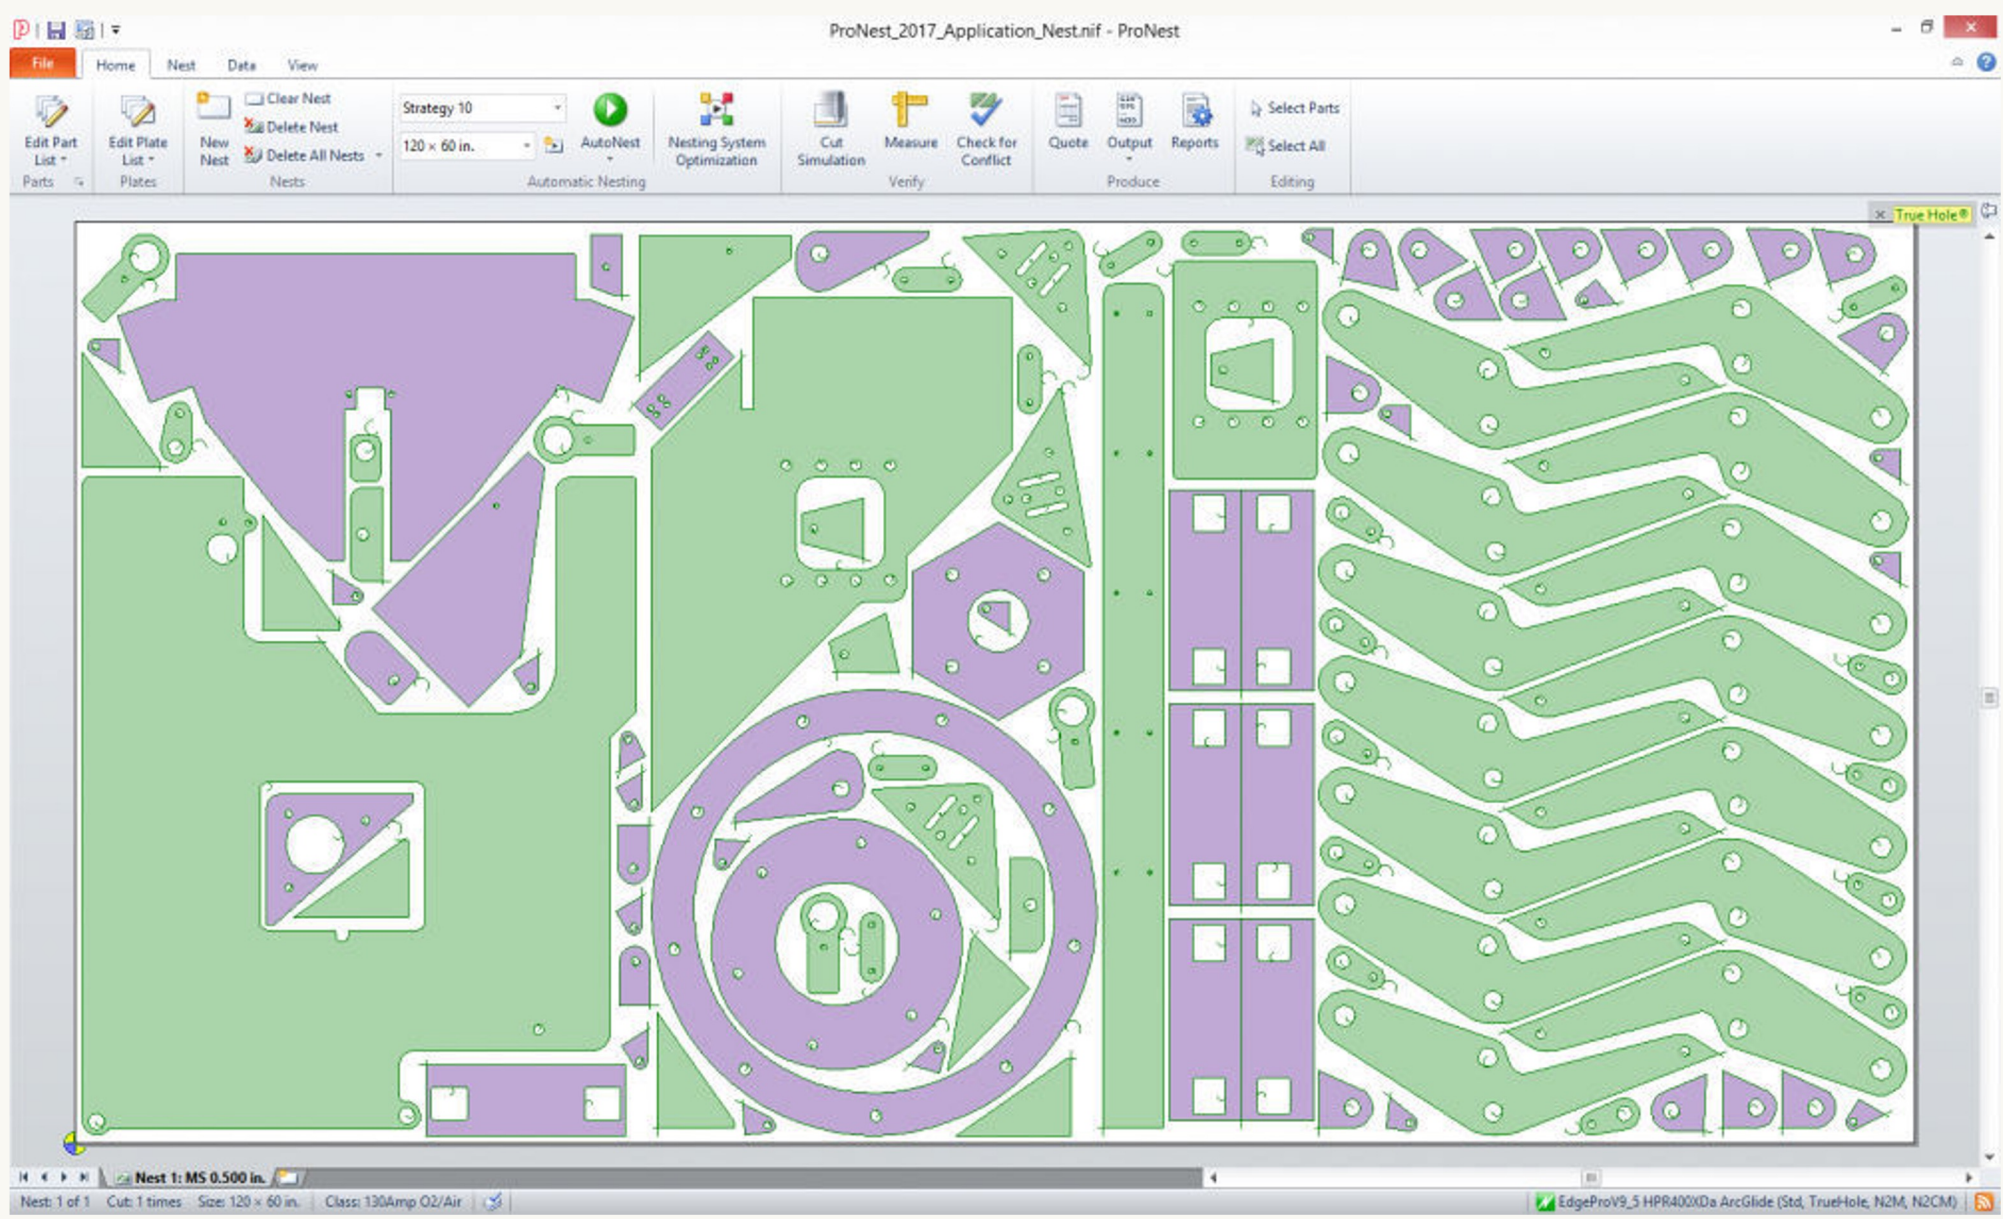 ProNest_2017_Application_Nest.nif - ProNest
File Home Nest Data View
Edit Part List
Parts
Edit Plate List
Plates
New Nest
Clear Nest
Delete Nest
Delete All Nests
Nests
Strategy 10
120 × 60 in.
AutoNest
Nesting System Optimization
Automatic Nesting
Cut Simulation
Measure
Check for Conflict
Verify
Quote
Output
Reports
Produce
Select Parts
Select All
Editing
True Hole®
Nest 1: MS 0.500 in.
Nest: 1 of 1 Cut: 1 times Size: 120 × 60 in. Class: 130Amp O2/Air
EdgeProV9_5 HPR400XDa ArcGlide (Std, TrueHole, N2M, N2CM)